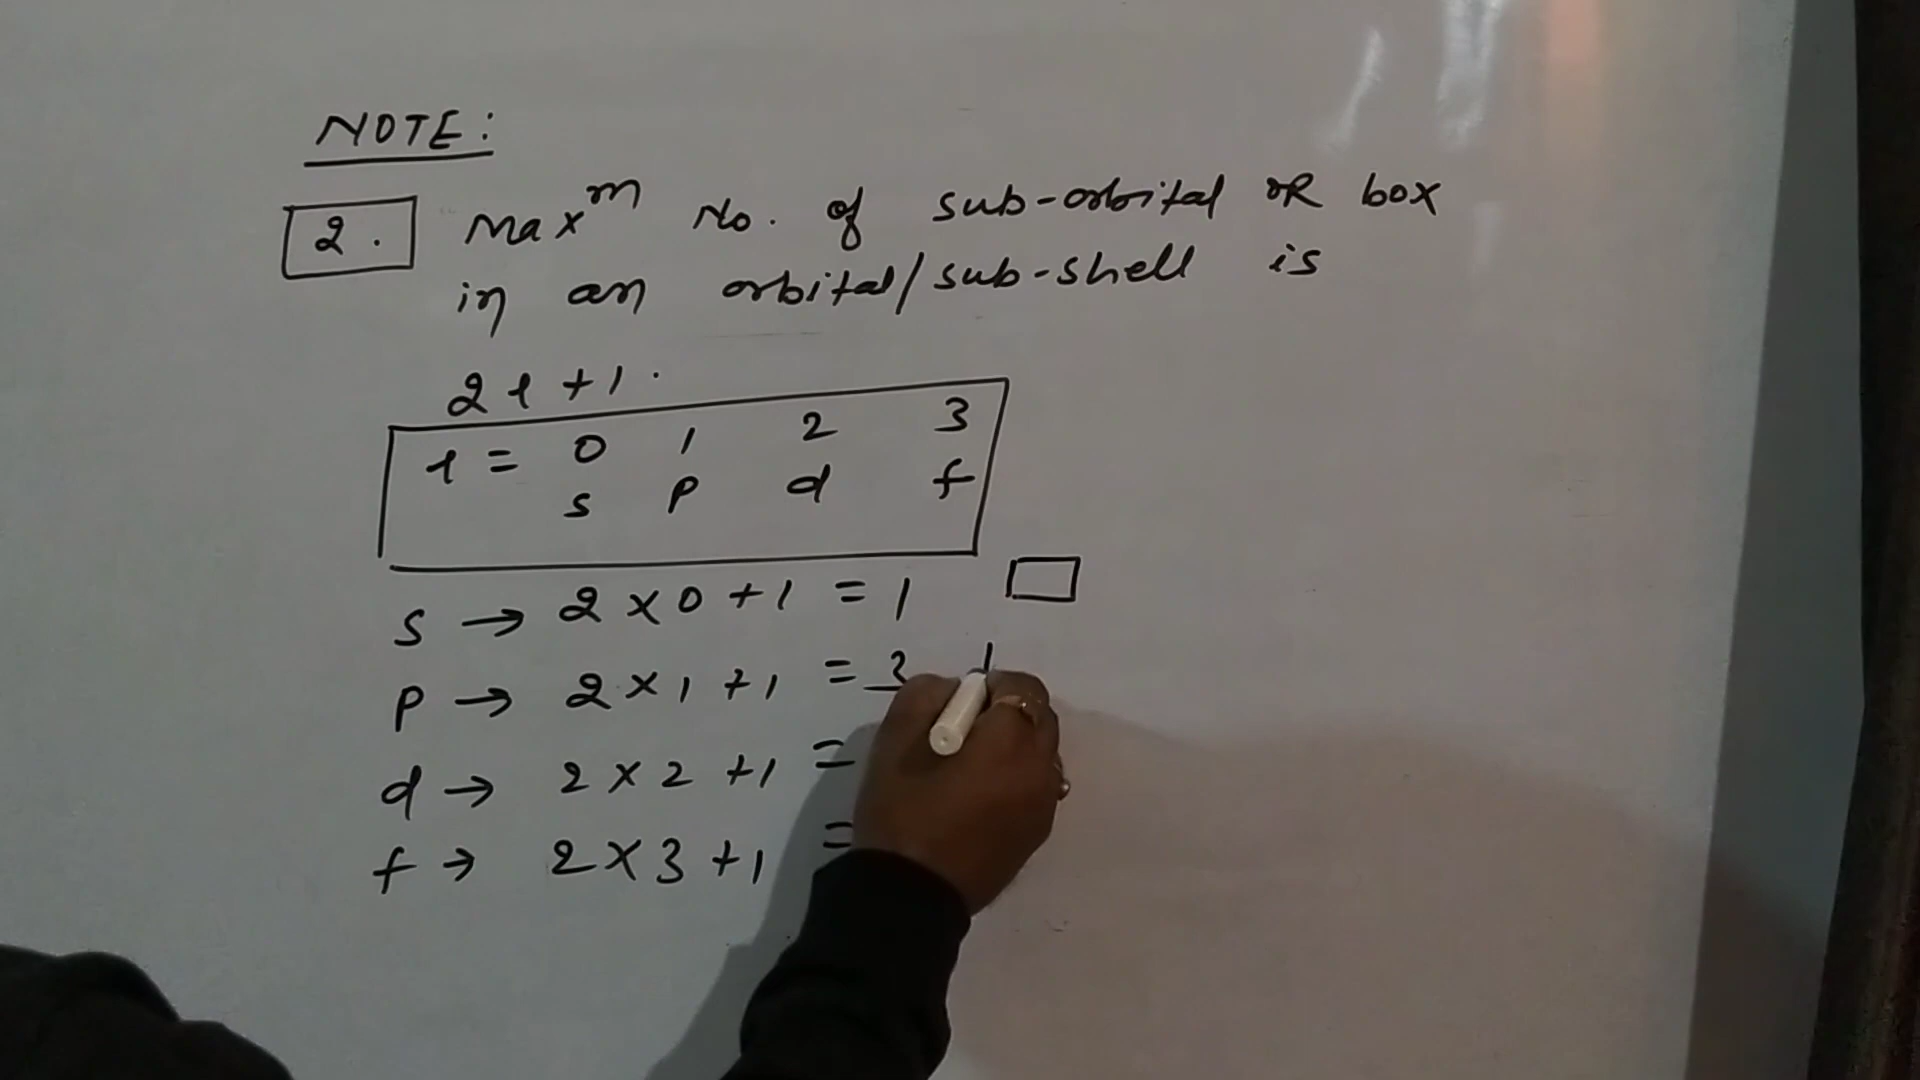 NOTE:
2. Maxᵐ No. of sub-orbital OR box
in an orbital/sub-shell is
2l+1.
l = 0 1 2 3
s p d f
s → 2×0+1 = 1
p → 2×1+1 = 3
d → 2×2+1 =
f → 2×3+1 =